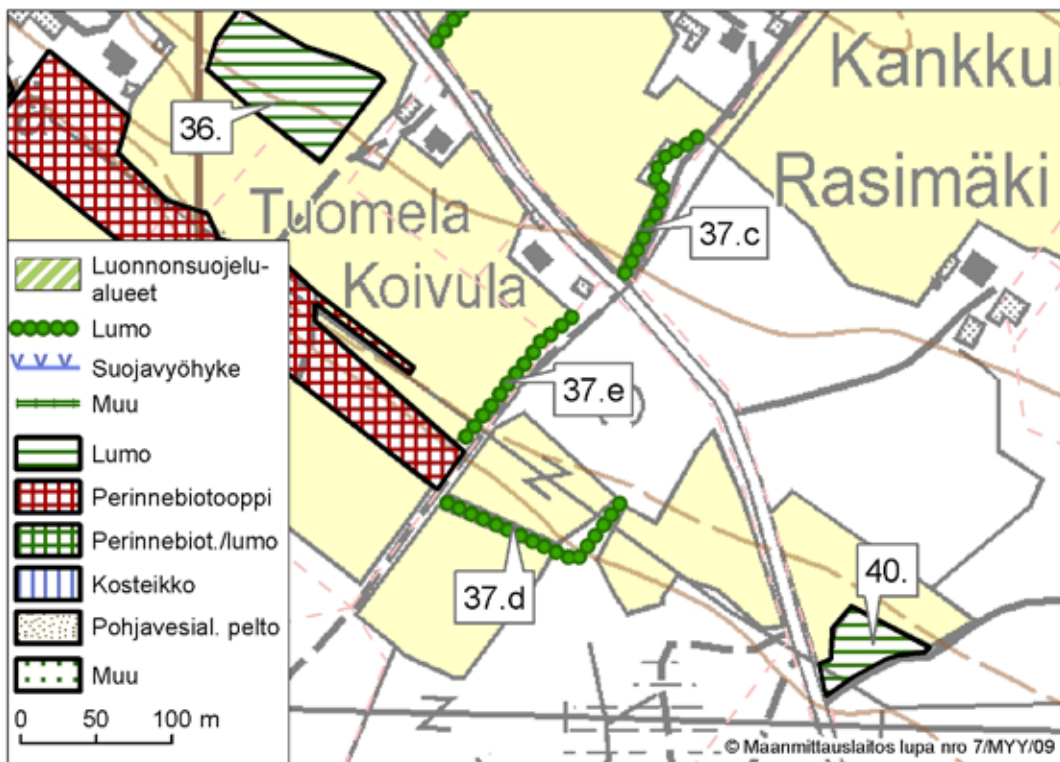 Kankkui
36.
Rasimäki
Tuomela
37.c
Koivula
37.e
40.
37.d
Luonnonsuojelu-
alueet
Lumo
Suojavyöhyke
Muu
Lumo
Perinnebiotooppi
Perinnebiot./lumo
Kosteikko
Pohjavesial. pelto
Muu
0 50 100 m
© Maanmittauslaitos lupa nro 7/MYY/09